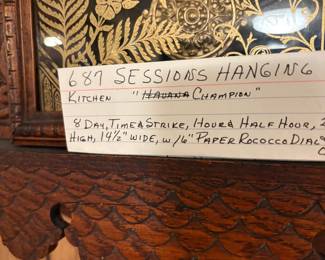 687 SESSIONS HANGING
KITCHEN "HAVANA CHAMPION"
8 DAY, TIME & STRIKE, HOUR & HALF HOUR, 2
HIGH, 14½" WIDE, W/6" PAPER ROCOCCO DIAL